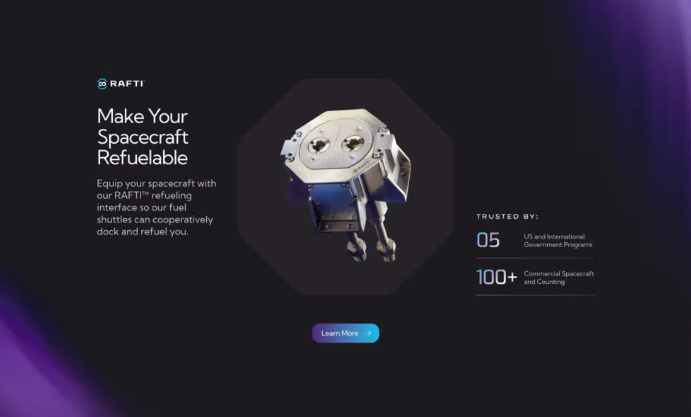 RAFTI™
Make Your
Spacecraft
Refuelable
Equip your spacecraft with
our RAFTI™ refueling
interface so our fuel
shuttles can cooperatively
dock and refuel you.
TRUSTED BY:
05
US and International
Government Programs
100+
Commercial Spacecraft
and Counting
Learn More →